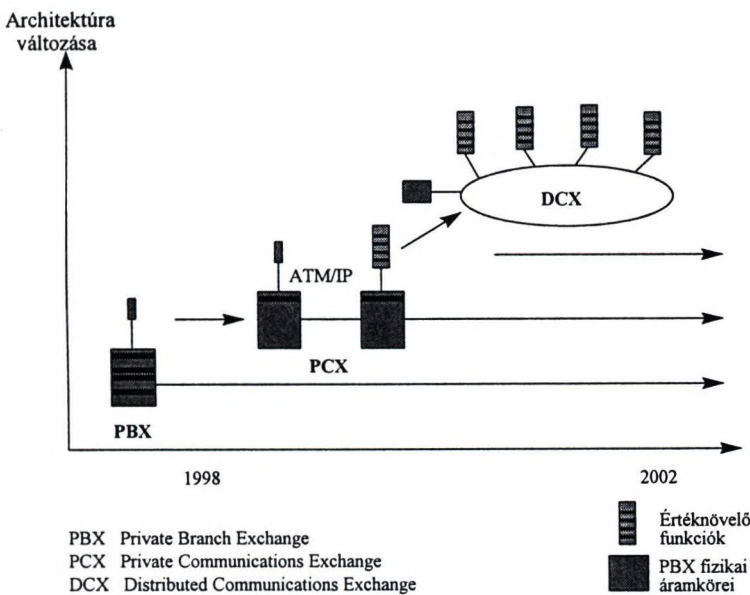 Architektúra
változása
DCX
ATM/IP
PCX
PBX
1998
2002
PBX Private Branch Exchange
PCX Private Communications Exchange
DCX Distributed Communications Exchange
Értéknövelő
funkciók
PBX fizikai
áramkörei